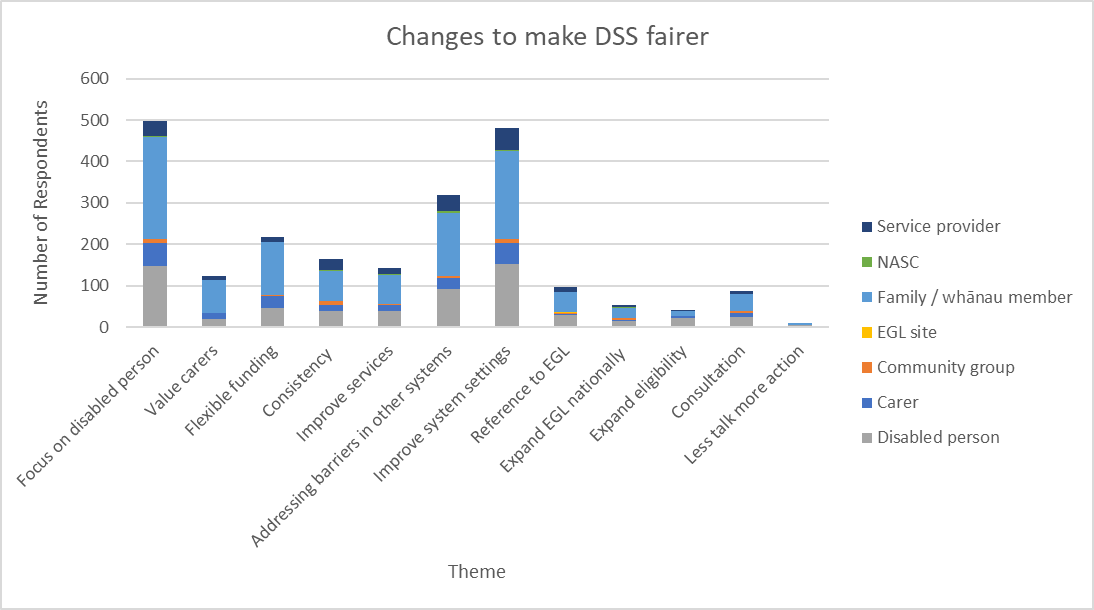 Changes to make DSS fairer
Number of Respondents
600
500
400
300
200
100
0
Focus on disabled person
Value carers
Flexible funding
Consistency
Improve services
Addressing barriers in other systems
Improve system settings
Reference to EGL
Expand EGL nationally
Expand eligibility
Consultation
Less talk more action
Theme
Service provider
NASC
Family / whānau member
EGL site
Community group
Carer
Disabled person